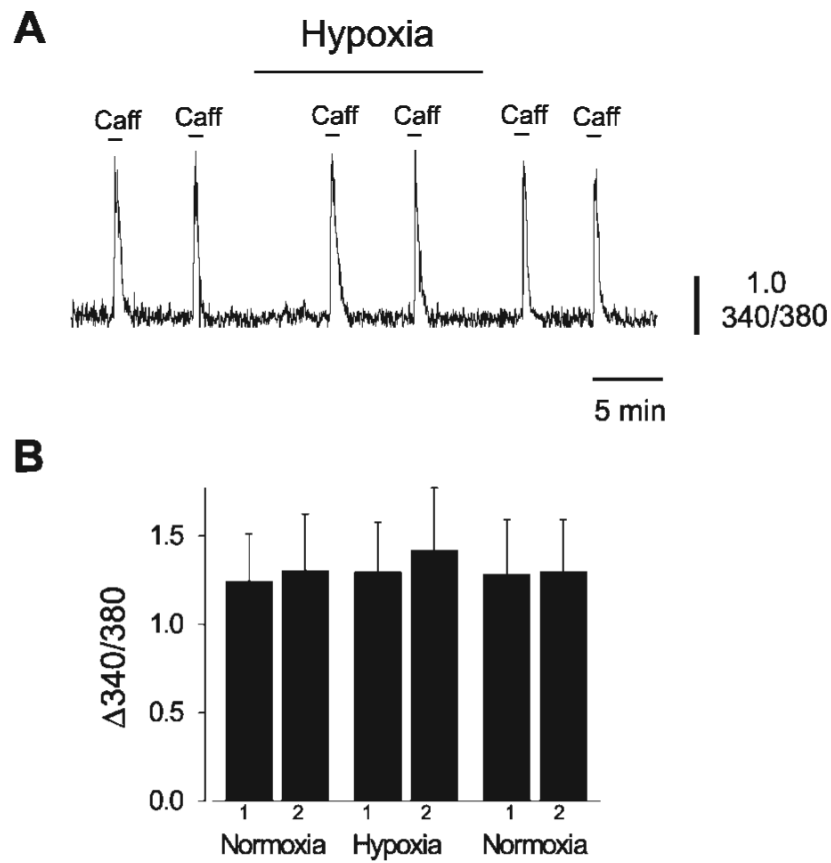 A
Hypoxia
Caff Caff Caff Caff Caff Caff
1.0
340/380
5 min
B
Δ340/380
1.5
1.0
0.5
0.0
1 2 1 2 1 2
Normoxia Hypoxia Normoxia